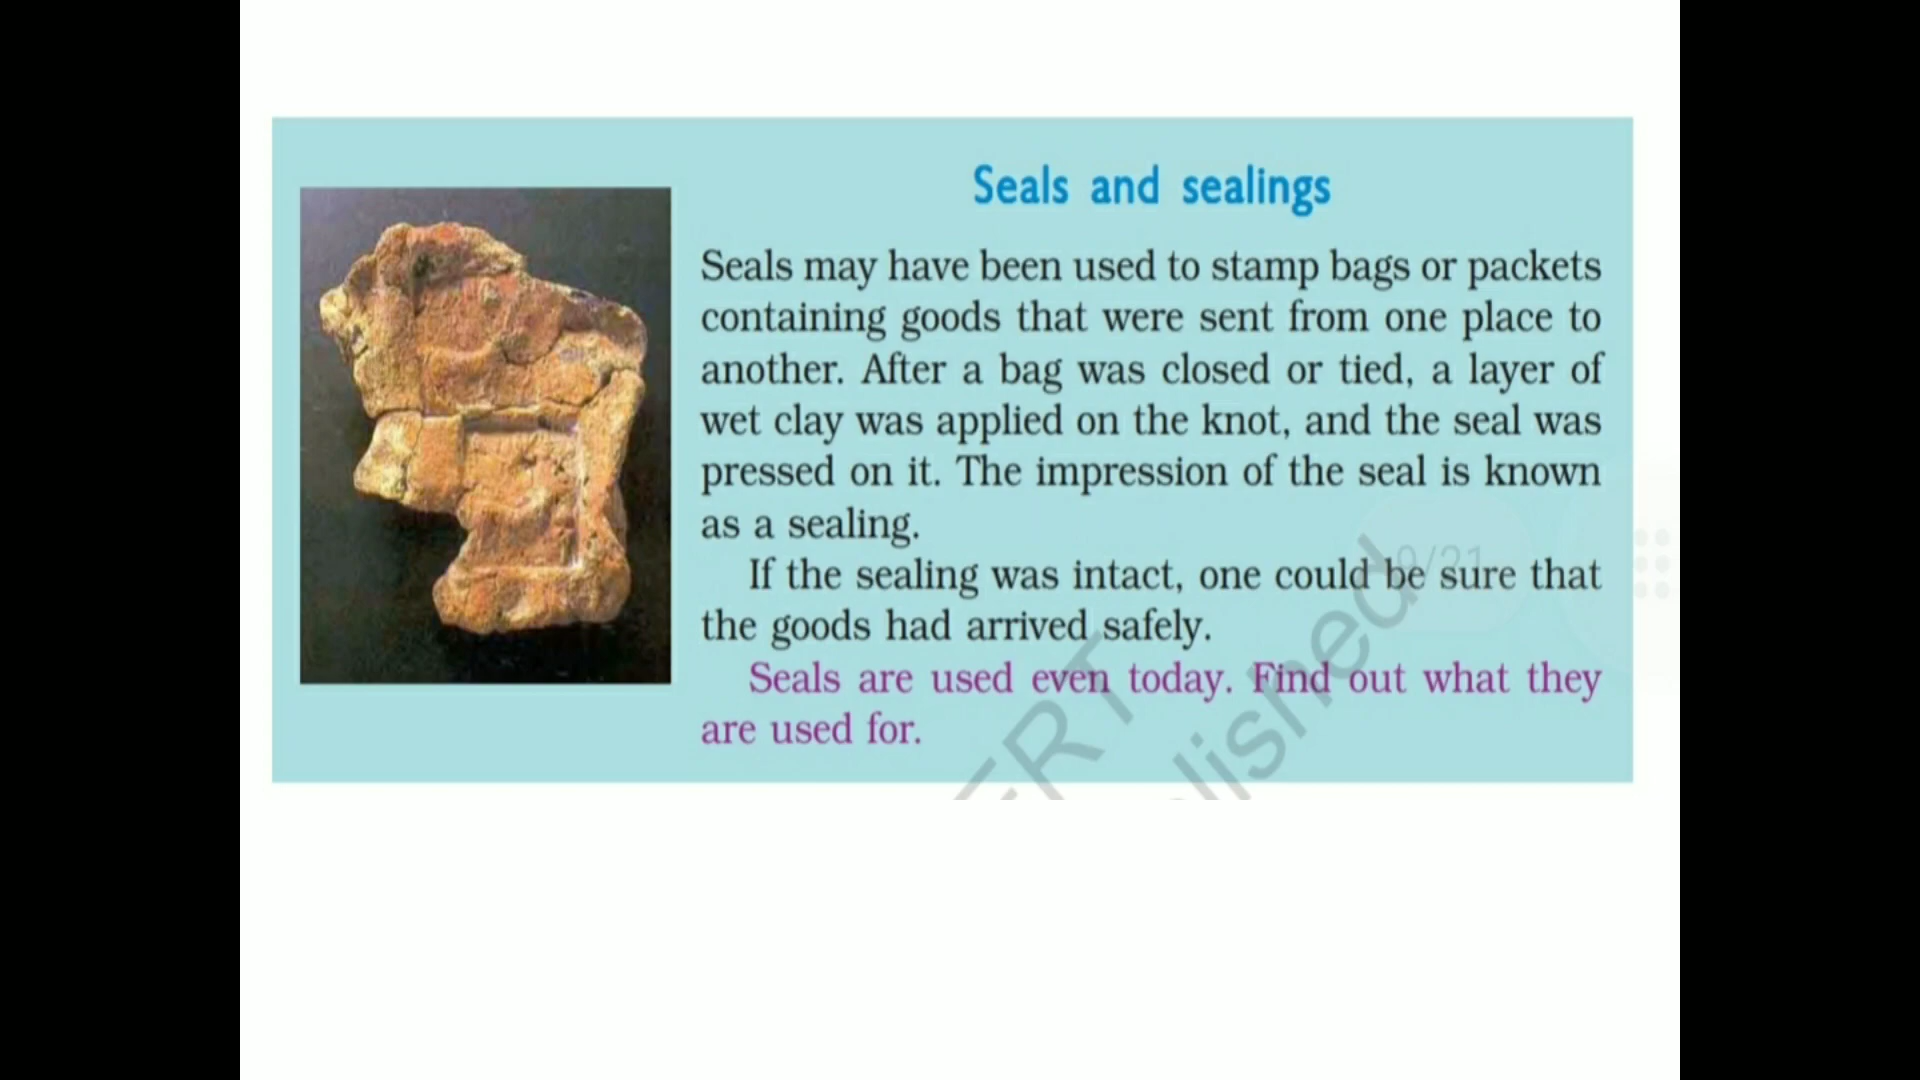 Seals and sealings
Seals may have been used to stamp bags or packets
containing goods that were sent from one place to
another. After a bag was closed or tied, a layer of
wet clay was applied on the knot, and the seal was
pressed on it. The impression of the seal is known
as a sealing.
If the sealing was intact, one could be sure that
the goods had arrived safely.
Seals are used even today. Find out what they
are used for.
9/21
ERT
lished